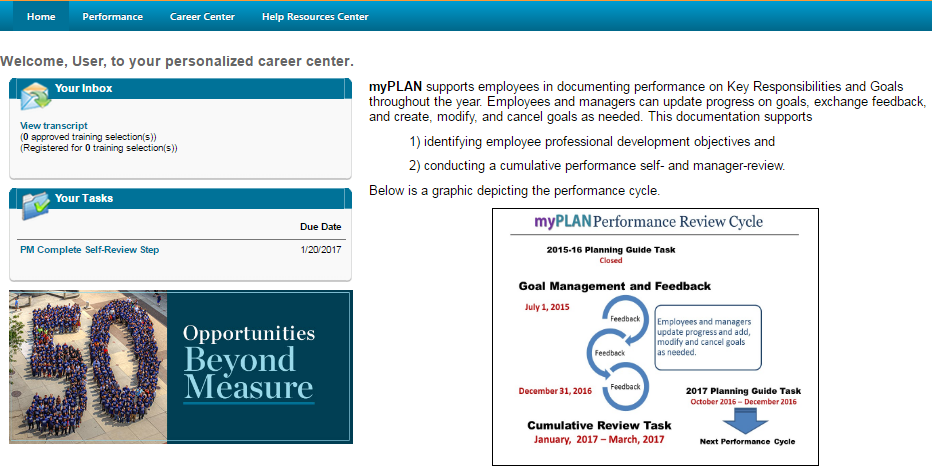 Home Performance Career Center Help Resources Center
Welcome, User, to your personalized career center.
Your Inbox
View transcript
(0 approved training selection(s))
(Registered for 0 training selection(s))
Your Tasks
Due Date
PM Complete Self-Review Step 1/20/2017
50
Opportunities
Beyond
Measure
myPLAN supports employees in documenting performance on Key Responsibilities and Goals
throughout the year. Employees and managers can update progress on goals, exchange feedback,
and create, modify, and cancel goals as needed. This documentation supports
1) identifying employee professional development objectives and
2) conducting a cumulative performance self- and manager-review.
Below is a graphic depicting the performance cycle.
myPLAN Performance Review Cycle
2015-16 Planning Guide Task
Closed
Goal Management and Feedback
July 1, 2015
Feedback
Employees and managers
update progress and add,
modify and cancel goals
as needed.
Feedback
December 31, 2016
Feedback
2017 Planning Guide Task
October 2016 – December 2016
Cumulative Review Task
January, 2017 – March, 2017
Next Performance Cycle